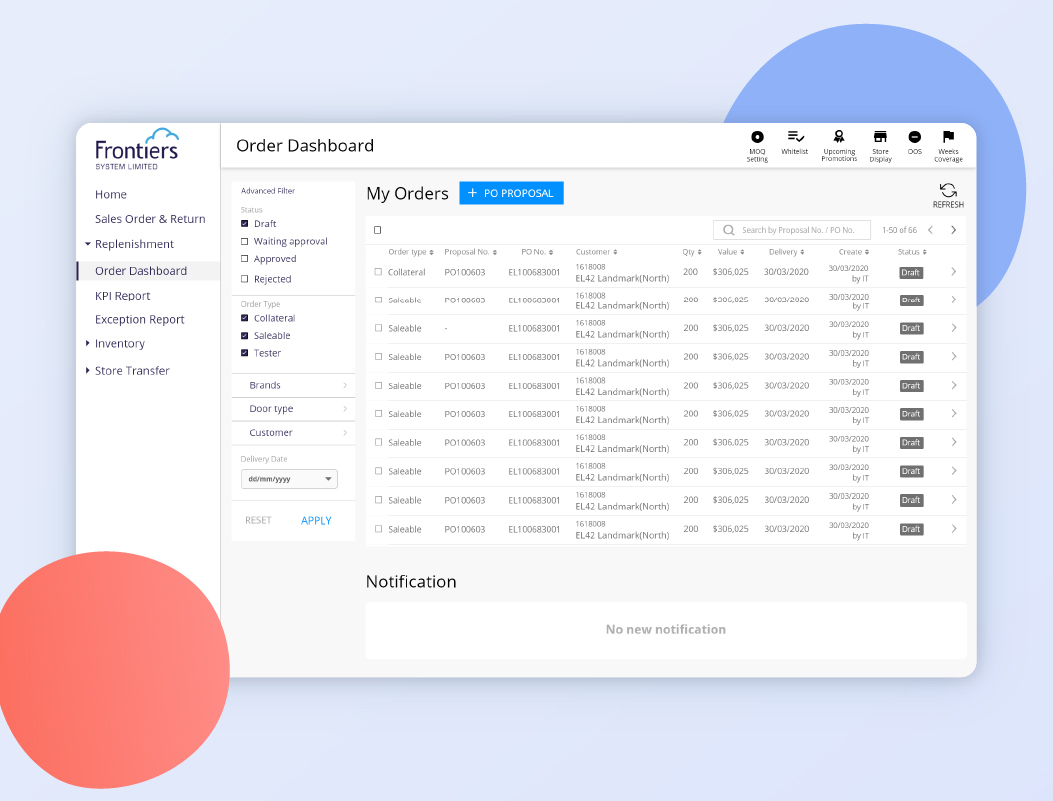 Frontiers
SYSTEM LIMITED
Home
Sales Order & Return
Replenishment
Order Dashboard
KPI Report
Exception Report
Inventory
Store Transfer
Order Dashboard
MOQ Setting
Whitelist
Upcoming Promotions
Store Display
OOS
Weeks Coverage
Advanced Filter
Status
Draft
Waiting approval
Approved
Rejected
Order Type
Collateral
Saleable
Tester
Brands
Door type
Customer
Delivery Date
dd/mm/yyyy
RESET APPLY
My Orders + PO PROPOSAL
REFRESH
Search by Proposal No. / PO No. 1-50 of 66
Order type Proposal No. PO No. Customer Qty Value Delivery Create Status
Collateral PO100603 EL100683001 1618008 EL42 Landmark(North) 200 $306,025 30/03/2020 30/03/2020 by IT Draft
Saleable PO100603 EL100683001 1618008 EL42 Landmark(North) 200 $306,025 30/03/2020 30/03/2020 by IT Draft
Saleable - EL100683001 1618008 EL42 Landmark(North) 200 $306,025 30/03/2020 30/03/2020 by IT Draft
Saleable PO100603 EL100683001 1618008 EL42 Landmark(North) 200 $306,025 30/03/2020 30/03/2020 by IT Draft
Saleable PO100603 EL100683001 1618008 EL42 Landmark(North) 200 $306,025 30/03/2020 30/03/2020 by IT Draft
Saleable PO100603 EL100683001 1618008 EL42 Landmark(North) 200 $306,025 30/03/2020 30/03/2020 by IT Draft
Saleable PO100603 EL100683001 1618008 EL42 Landmark(North) 200 $306,025 30/03/2020 30/03/2020 by IT Draft
Saleable PO100603 EL100683001 1618008 EL42 Landmark(North) 200 $306,025 30/03/2020 30/03/2020 by IT Draft
Saleable PO100603 EL100683001 1618008 EL42 Landmark(North) 200 $306,025 30/03/2020 30/03/2020 by IT Draft
Saleable PO100603 EL100683001 1618008 EL42 Landmark(North) 200 $306,025 30/03/2020 30/03/2020 by IT Draft
Notification
No new notification